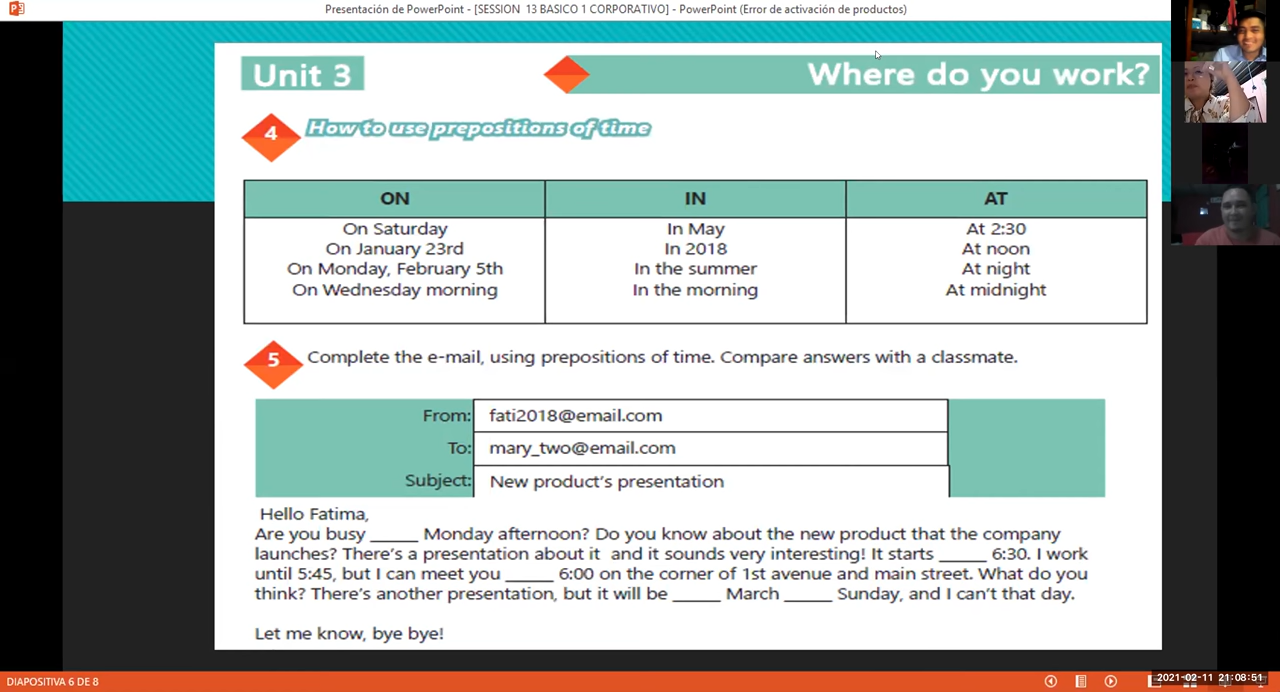 Presentación de PowerPoint - [SESSION 13 BASICO 1 CORPORATIVO] - PowerPoint (Error de activación de productos)
Unit 3
Where do you work?
4
How to use prepositions of time
ON IN AT
On Saturday In May At 2:30
On January 23rd In 2018 At noon
On Monday, February 5th In the summer At night
On Wednesday morning In the morning At midnight
5
Complete the e-mail, using prepositions of time. Compare answers with a classmate.
From: fati2018@email.com
To: mary_two@email.com
Subject: New product's presentation
Hello Fatima,
Are you busy _____ Monday afternoon? Do you know about the new product that the company
launches? There's a presentation about it and it sounds very interesting! It starts _____ 6:30. I work
until 5:45, but I can meet you _____ 6:00 on the corner of 1st avenue and main street. What do you
think? There's another presentation, but it will be _____ March _____ Sunday, and I can't that day.
Let me know, bye bye!
DIAPOSITIVA 6 DE 8
2021-02-11 21:08:51